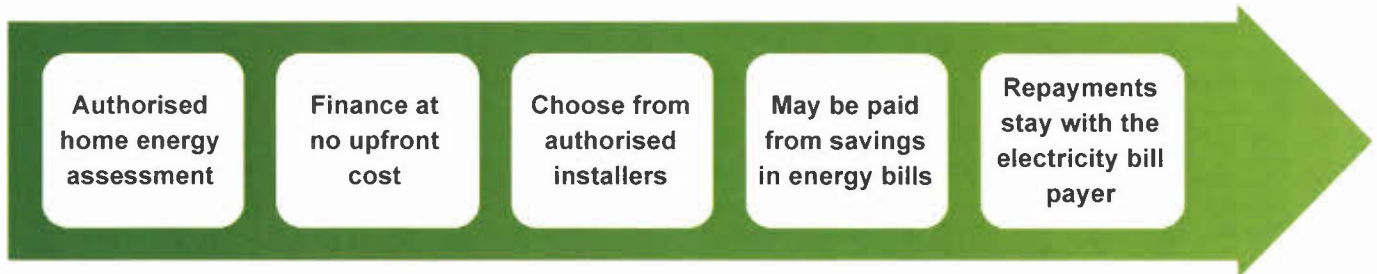 Authorised
home energy
assessment
Finance at
no upfront
cost
Choose from
authorised
installers
May be paid
from savings
in energy bills
Repayments
stay with the
electricity bill
payer